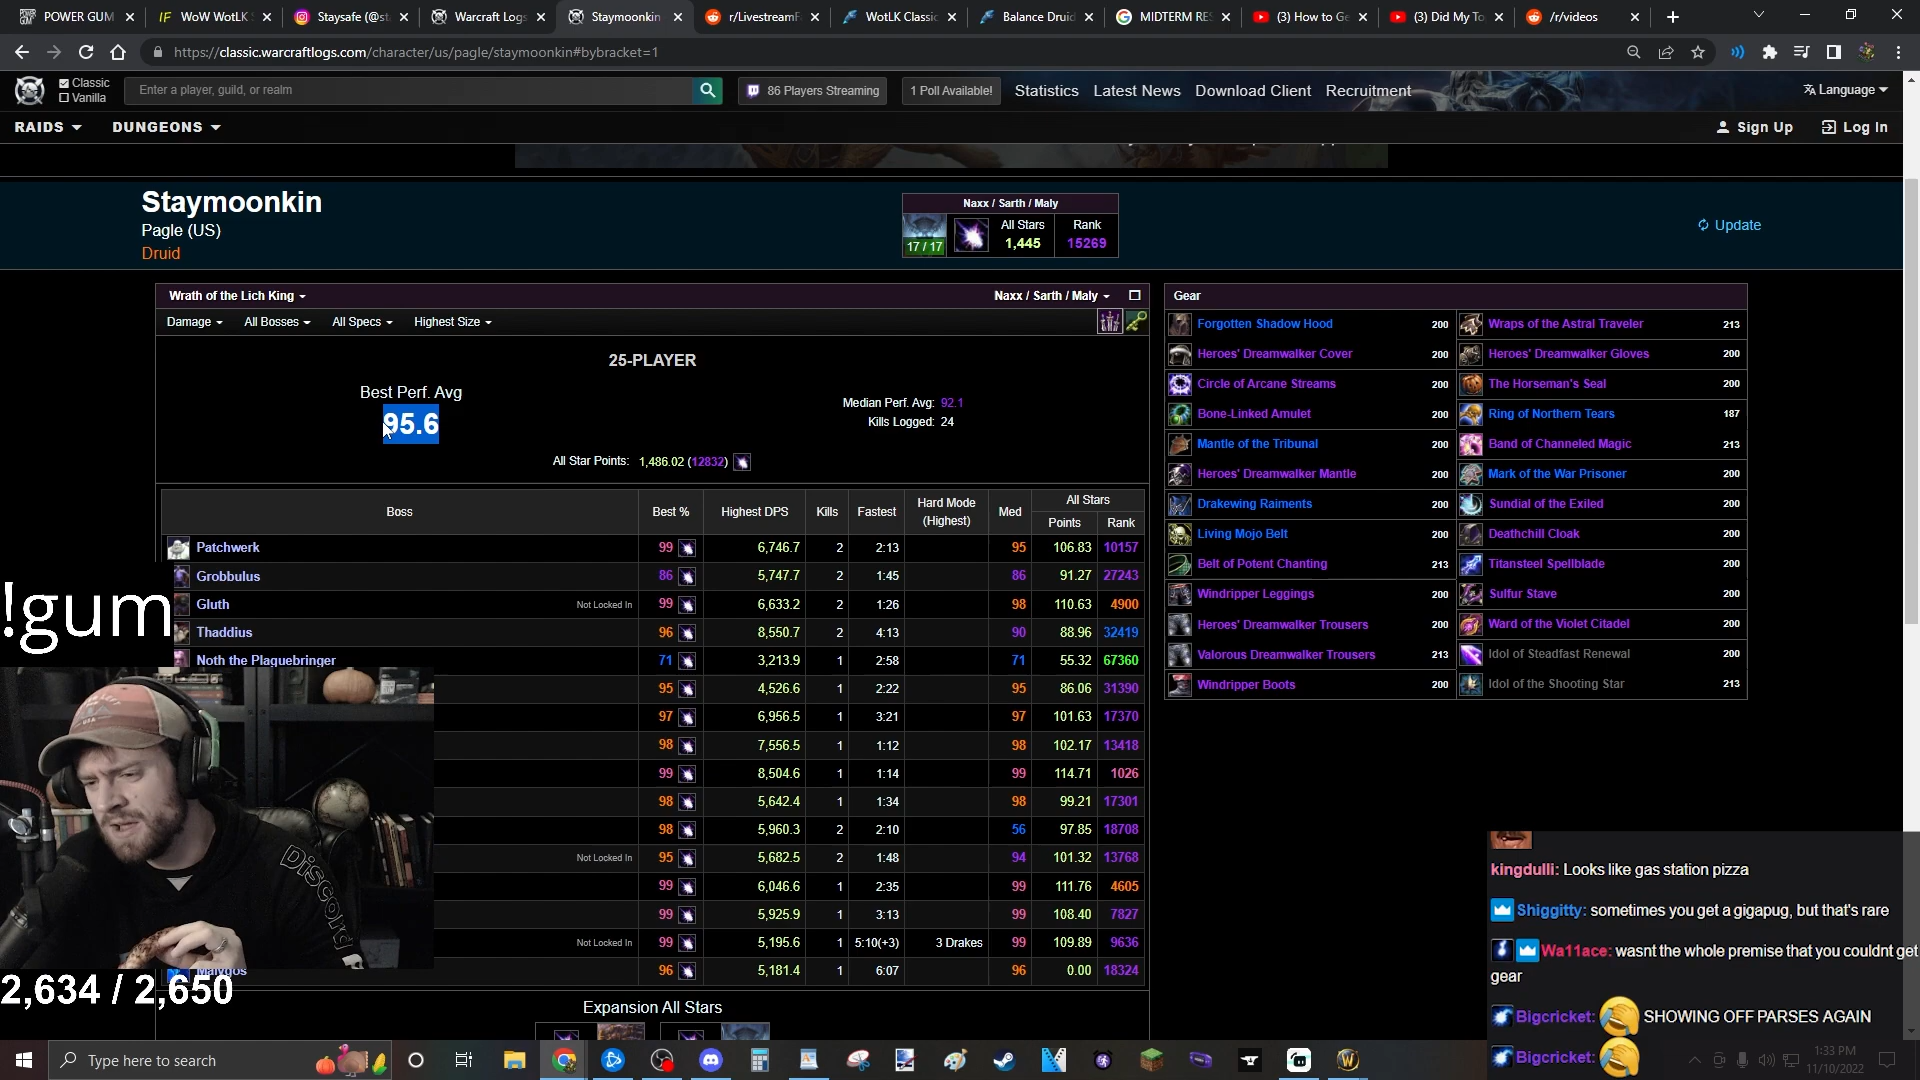 POWER GUM
WoW WotLK
Staysafe (@st
Warcraft Logs
Staymoonkin
r/LivestreamF
WotLK Classic
Balance Druid
MIDTERM RES
(3) How to Ge
(3) Did My To
/r/videos
https://classic.warcraftlogs.com/character/us/pagle/staymoonkin#bybracket=1
Classic
Vanilla
Enter a player, guild, or realm
86 Players Streaming
1 Poll Available!
Statistics
Latest News
Download Client
Recruitment
Language
RAIDS
DUNGEONS
Sign Up
Log In
Staymoonkin
Pagle (US)
Druid
Naxx / Sarth / Maly
17 / 17
All Stars
1,445
Rank
15269
Update
Wrath of the Lich King
Naxx / Sarth / Maly
Damage
All Bosses
All Specs
Highest Size
25-PLAYER
Best Perf. Avg
95.6
Median Perf. Avg: 92.1
Kills Logged: 24
All Star Points: 1,486.02 (12832)
Boss Best % Highest DPS Kills Fastest Hard Mode (Highest) Med All Stars
Points Rank
Patchwerk 99 6,746.7 2 2:13 95 106.83 10157
Grobbulus 86 5,747.7 2 1:45 86 91.27 27243
Gluth Not Locked In 99 6,633.2 2 1:26 98 110.63 4900
Thaddius 96 8,550.7 2 4:13 90 88.96 32419
Noth the Plaguebringer 71 3,213.9 1 2:58 71 55.32 67360
95 4,526.6 1 2:22 95 86.06 31390
97 6,956.5 1 3:21 97 101.63 17370
98 7,556.5 1 1:12 98 102.17 13418
99 8,504.6 1 1:14 99 114.71 1026
98 5,642.4 1 1:34 98 99.21 17301
98 5,960.3 2 2:10 56 97.85 18708
Not Locked In 95 5,682.5 2 1:48 94 101.32 13768
99 6,046.6 1 2:35 99 111.76 4605
99 5,925.9 1 3:13 99 108.40 7827
Not Locked In 99 5,195.6 1 5:10(+3) 3 Drakes 99 109.89 9636
Malygos 96 5,181.4 1 6:07 96 0.00 18324
Expansion All Stars
Gear
Forgotten Shadow Hood 200 Wraps of the Astral Traveler 213
Heroes' Dreamwalker Cover 200 Heroes' Dreamwalker Gloves 200
Circle of Arcane Streams 200 The Horseman's Seal 200
Bone-Linked Amulet 200 Ring of Northern Tears 187
Mantle of the Tribunal 200 Band of Channeled Magic 213
Heroes' Dreamwalker Mantle 200 Mark of the War Prisoner 200
Drakewing Raiments 200 Sundial of the Exiled 200
Living Mojo Belt 200 Deathchill Cloak 200
Belt of Potent Chanting 213 Titansteel Spellblade 200
Windripper Leggings 200 Sulfur Stave 200
Heroes' Dreamwalker Trousers 200 Ward of the Violet Citadel 200
Valorous Dreamwalker Trousers 213 Idol of Steadfast Renewal 200
Windripper Boots 200 Idol of the Shooting Star 213
!gum
Discord
2,634 / 2,650
kingdulli: Looks like gas station pizza
Shiggitty: sometimes you get a gigapug, but that's rare
Wa11ace: wasnt the whole premise that you couldnt get
gear
Bigcricket: SHOWING OFF PARSES AGAIN
Bigcricket:
Type here to search
1:33 PM
11/10/2022